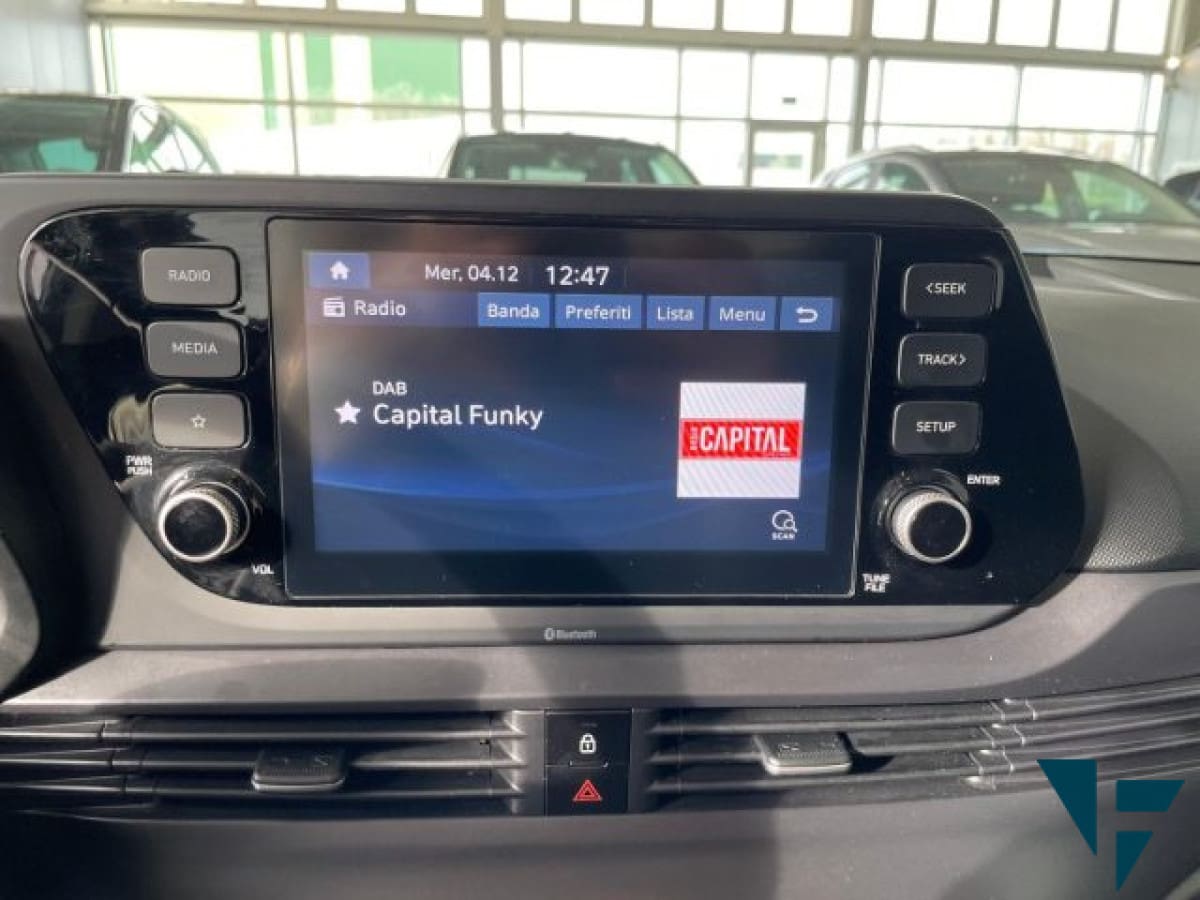 RADIO
MEDIA
PWR
PUSH
VOL
Mer, 04.12 12:47
Radio Banda Preferiti Lista Menu
DAB
Capital Funky
CAPITAL
SCAN
<SEEK
TRACK>
SETUP
ENTER
TUNE
FILE
Bluetooth